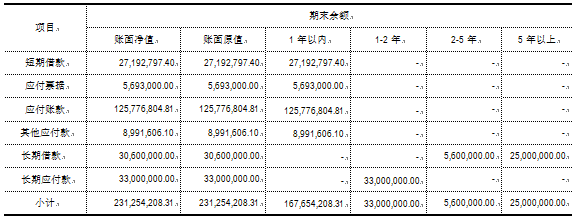 项目 期末余额
账面净值 账面原值 1 年以内 1-2 年 2-5 年 5 年以上
短期借款 27,192,797.40 27,192,797.40 27,192,797.40 - - -
应付票据 5,693,000.00 5,693,000.00 5,693,000.00 - - -
应付账款 125,776,804.81 125,776,804.81 125,776,804.81 - - -
其他应付款 8,991,606.10 8,991,606.10 8,991,606.10 - - -
长期借款 30,600,000.00 30,600,000.00 - - 5,600,000.00 25,000,000.00
长期应付款 33,000,000.00 33,000,000.00 - 33,000,000.00 - -
小计 231,254,208.31 231,254,208.31 167,654,208.31 33,000,000.00 5,600,000.00 25,000,000.00